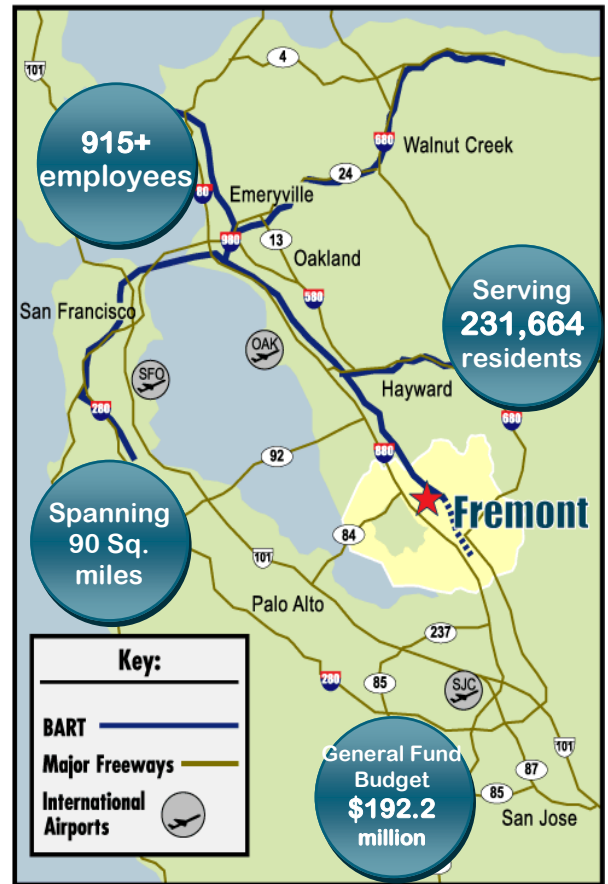 101
4
915+
employees
680
Walnut Creek
24
80
Emeryville
980
13
Oakland
Serving
231,664
residents
580
San Francisco
OAK
SFO
Hayward
280
680
92
880
Spanning
90 Sq.
miles
Fremont
84
101
Palo Alto
237
Key:
280
85
SJC
BART
General Fund
Budget
$192.2
million
101
Major Freeways
87
85
International
Airports
San Jose